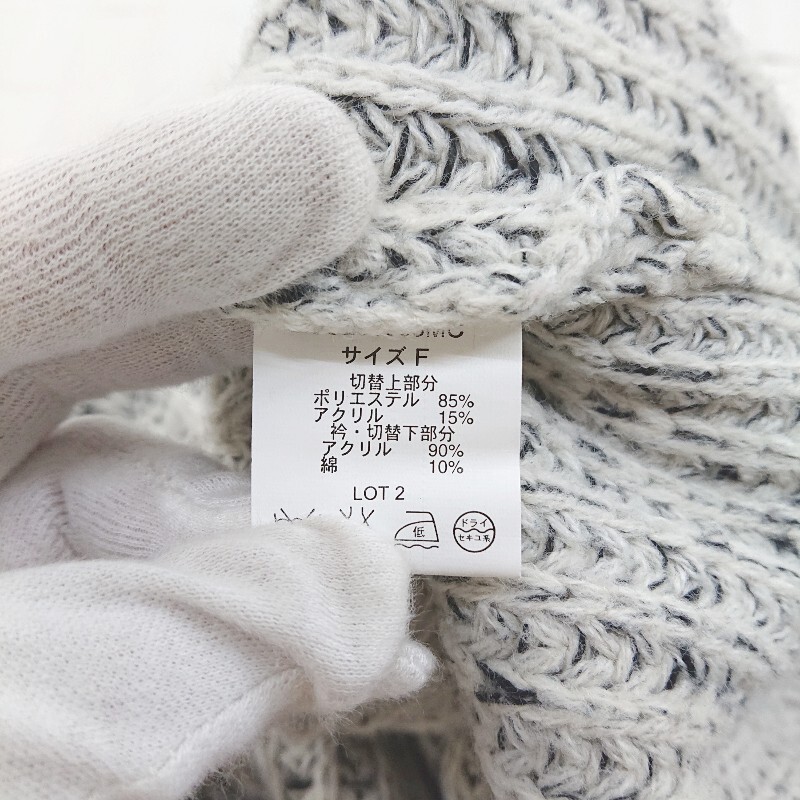 サイズ F
切替上部分
ポリエステル 85%
アクリル 15%
衿・切替下部分
アクリル 90%
綿 10%
LOT 2
低
ドライ
セキユ系